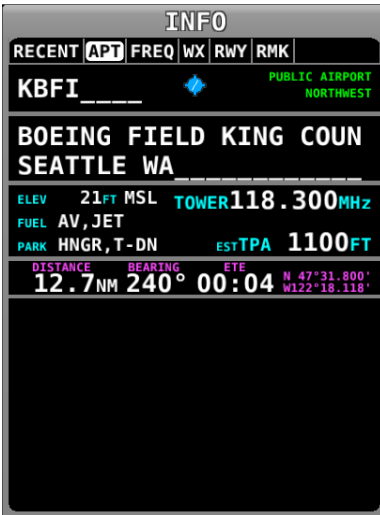 INFO
RECENT APT FREQ WX RWY RMK
KBFI____
PUBLIC AIRPORT
NORTHWEST
BOEING FIELD KING COUN
SEATTLE WA_____________
ELEV 21FT MSL TOWER118.300MHz
FUEL AV,JET
PARK HNGR,T-DN ESTTPA 1100FT
DISTANCE BEARING ETE
12.7NM 240° 00:04
N 47°31.800'
W122°18.118'